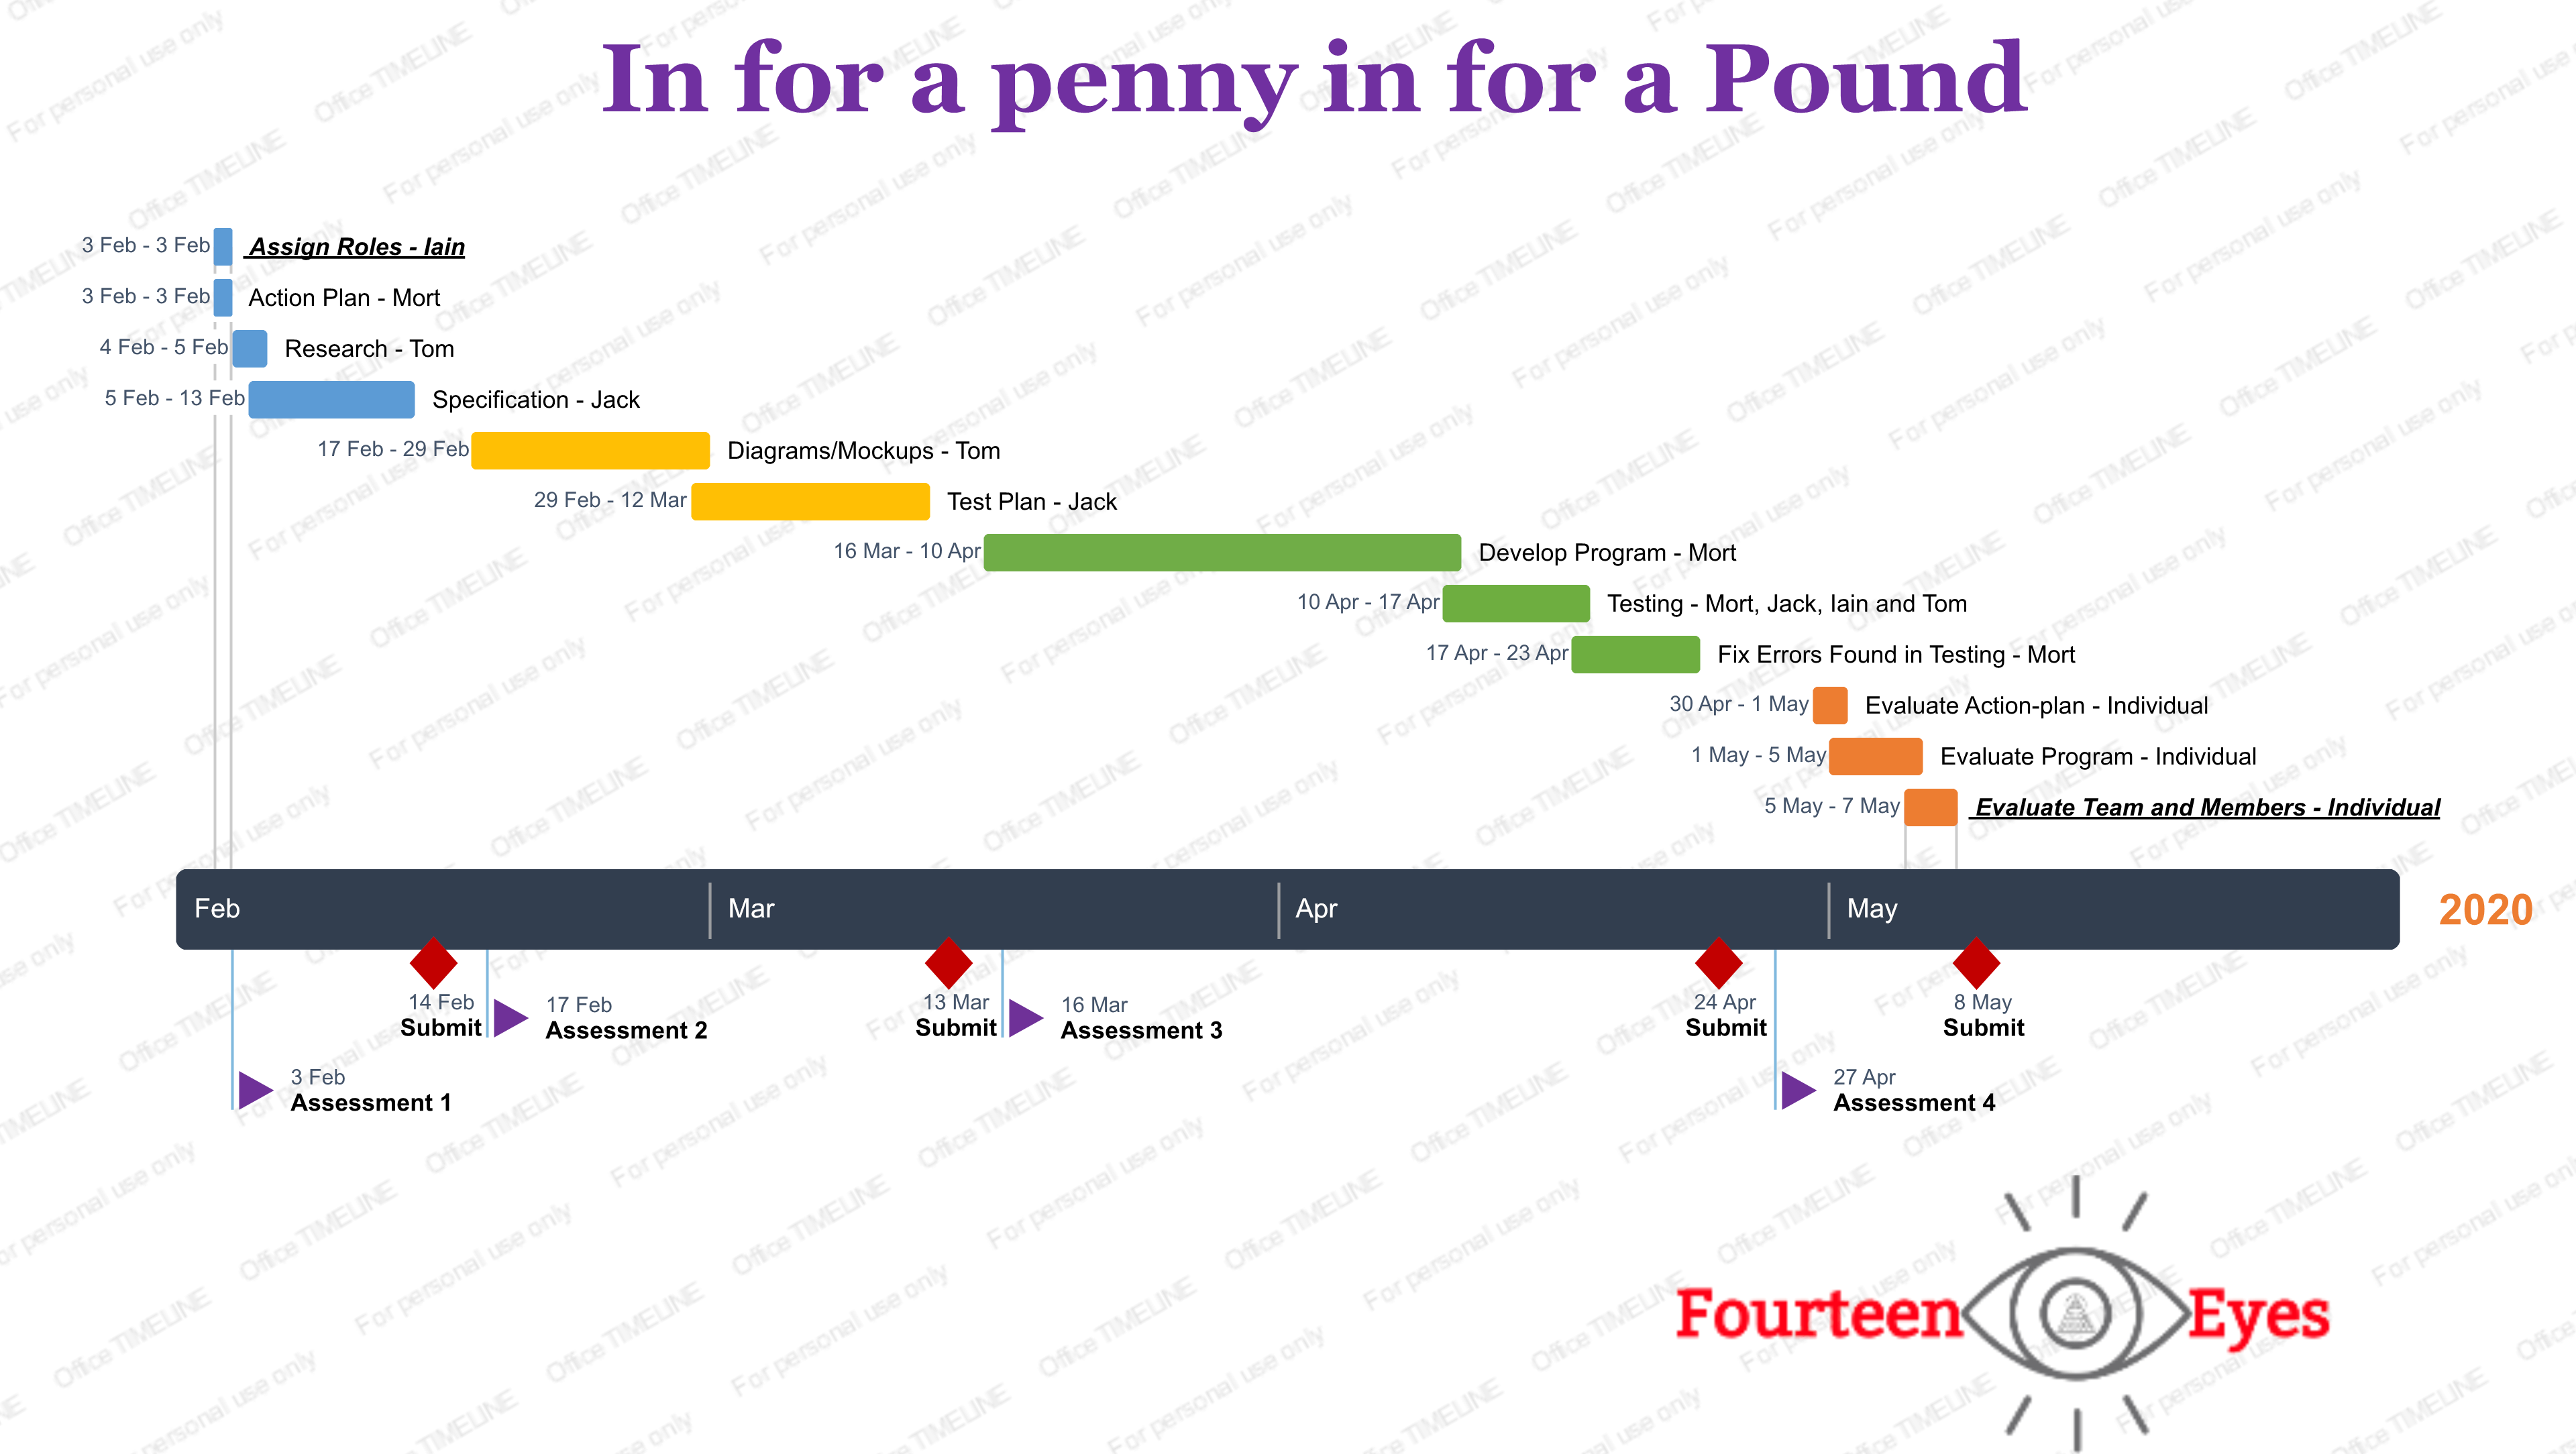 In for a penny in for a Pound
3 Feb - 3 Feb Assign Roles - Iain
3 Feb - 3 Feb Action Plan - Mort
4 Feb - 5 Feb Research - Tom
5 Feb - 13 Feb Specification - Jack
17 Feb - 29 Feb Diagrams/Mockups - Tom
29 Feb - 12 Mar Test Plan - Jack
16 Mar - 10 Apr Develop Program - Mort
10 Apr - 17 Apr Testing - Mort, Jack, Iain and Tom
17 Apr - 23 Apr Fix Errors Found in Testing - Mort
30 Apr - 1 May Evaluate Action-plan - Individual
1 May - 5 May Evaluate Program - Individual
5 May - 7 May Evaluate Team and Members - Individual
Feb Mar Apr May 2020
14 Feb
Submit
17 Feb
Assessment 2
13 Mar
Submit
16 Mar
Assessment 3
24 Apr
Submit
8 May
Submit
3 Feb
Assessment 1
27 Apr
Assessment 4
Fourteen Eyes
Office TIMELINE For personal use only